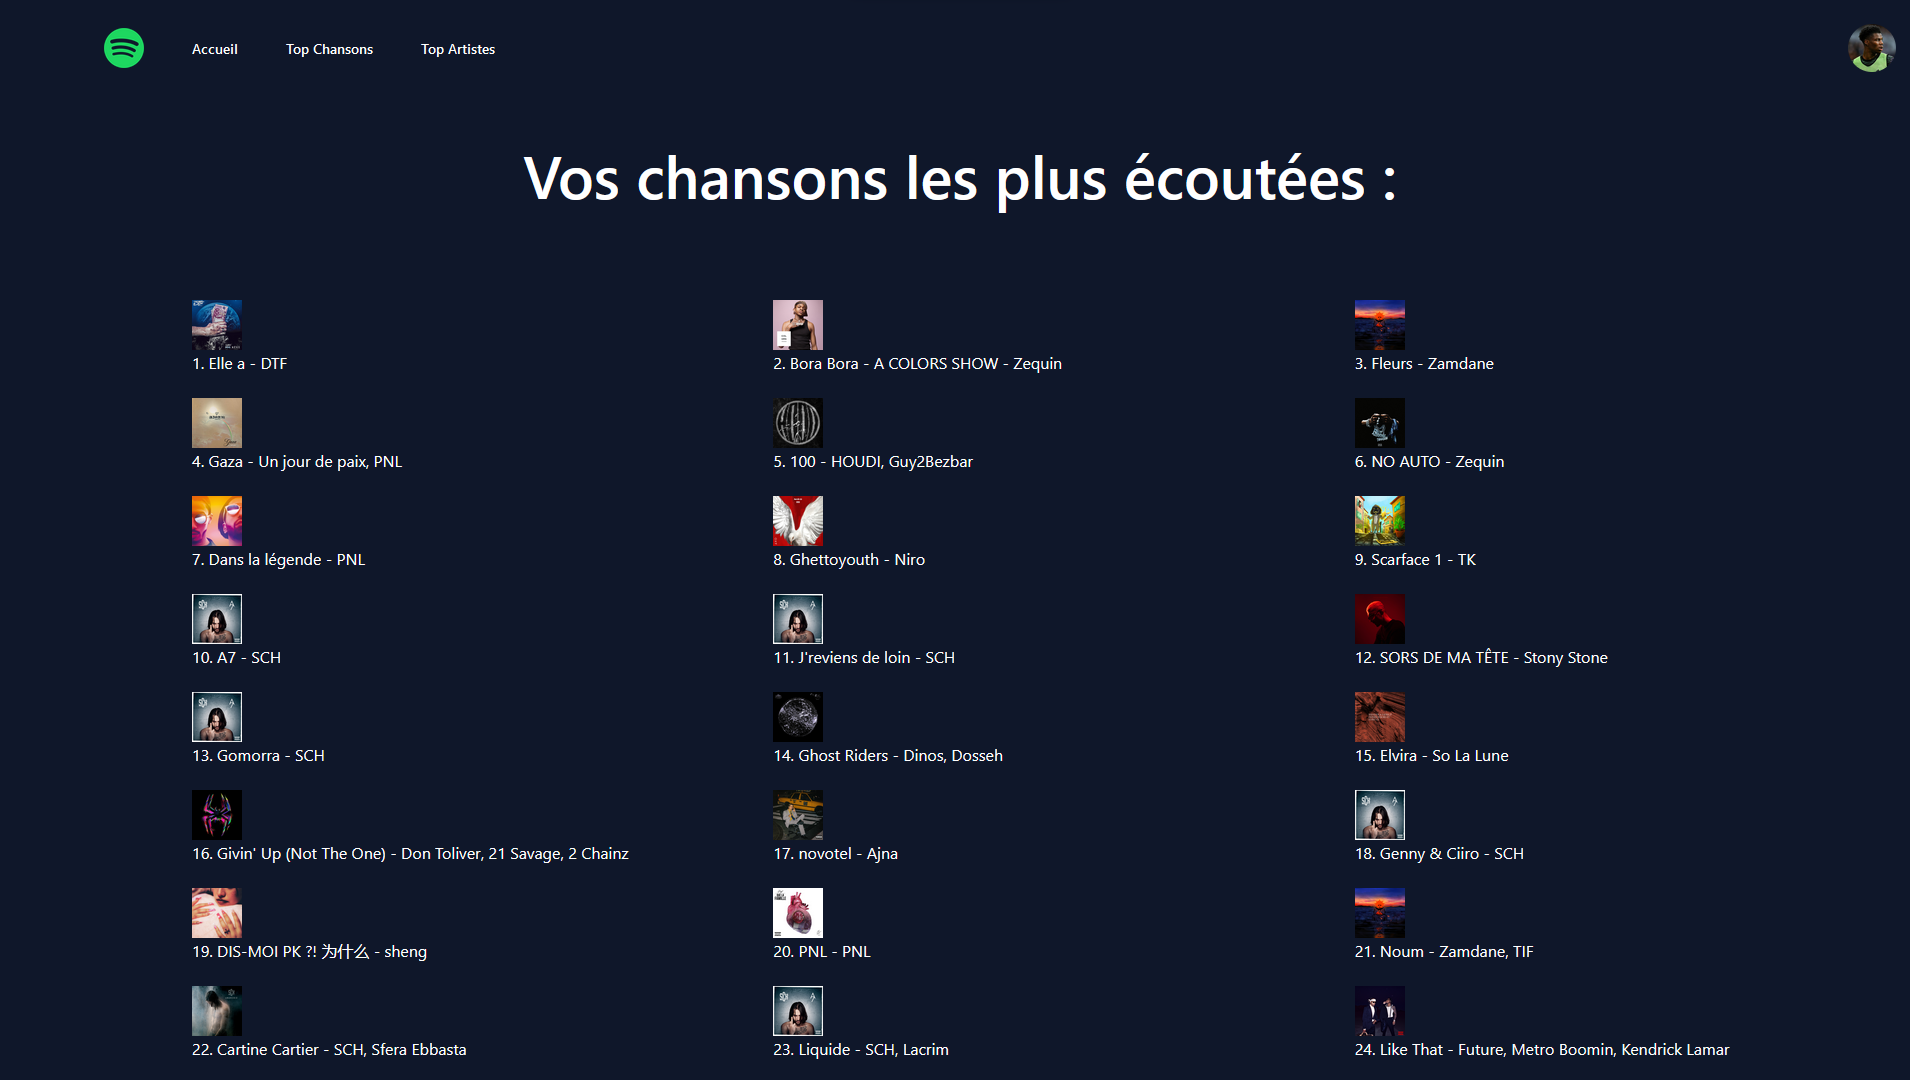 Accueil
Top Chansons
Top Artistes
Vos chansons les plus écoutées :
1. Elle a - DTF
2. Bora Bora - A COLORS SHOW - Zequin
3. Fleurs - Zamdane
4. Gaza - Un jour de paix, PNL
5. 100 - HOUDI, Guy2Bezbar
6. NO AUTO - Zequin
7. Dans la légende - PNL
8. Ghettoyouth - Niro
9. Scarface 1 - TK
10. A7 - SCH
11. J'reviens de loin - SCH
12. SORS DE MA TÊTE - Stony Stone
13. Gomorra - SCH
14. Ghost Riders - Dinos, Dosseh
15. Elvira - So La Lune
16. Givin' Up (Not The One) - Don Toliver, 21 Savage, 2 Chainz
17. novotel - Ajna
18. Genny & Ciiro - SCH
19. DIS-MOI PK ?! 为什么 - sheng
20. PNL - PNL
21. Noum - Zamdane, TIF
22. Cartine Cartier - SCH, Sfera Ebbasta
23. Liquide - SCH, Lacrim
24. Like That - Future, Metro Boomin, Kendrick Lamar